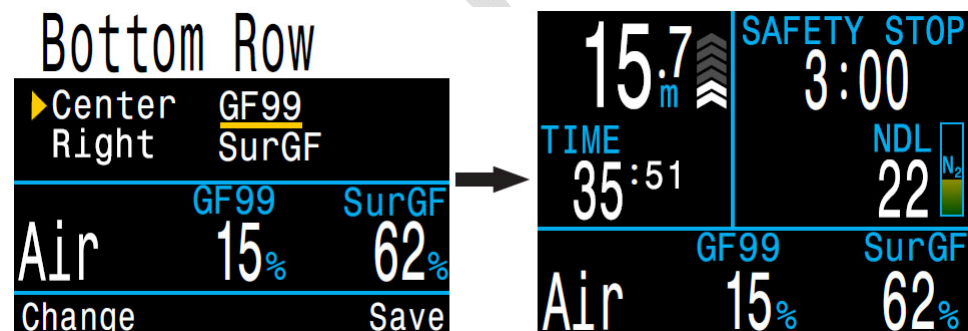 Bottom Row
Center GF99
Right SurGF
GF99 SurGF
Air 15% 62%
Change Save
15.7m
SAFETY STOP
3:00
TIME
35:51
NDL
22
N2
GF99 SurGF
Air 15% 62%